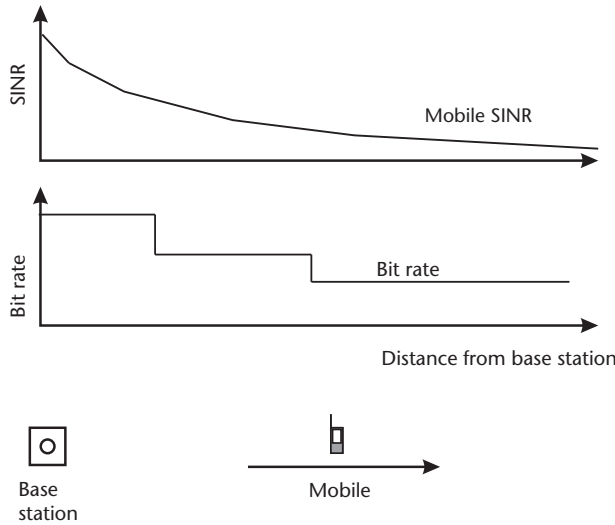 SINR
Mobile SINR
Bit rate
Bit rate
Distance from base station
Base
station
Mobile